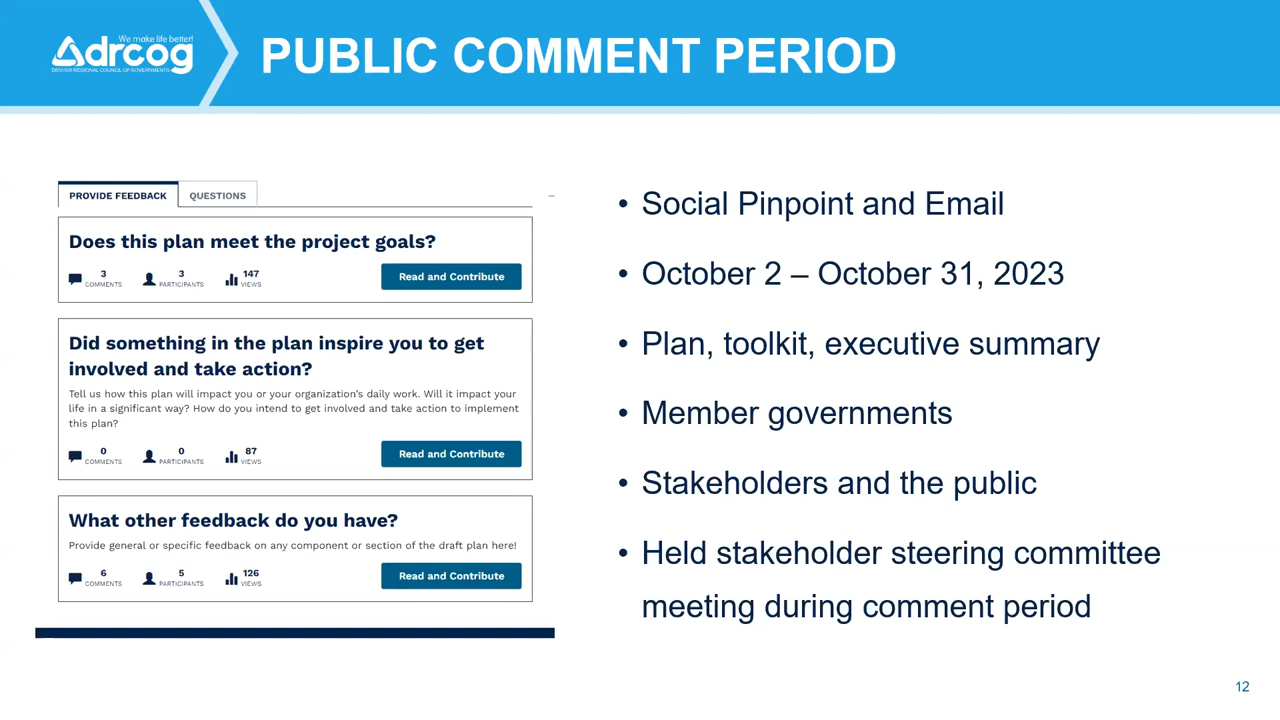 We make life better!
drcog
DENVER REGIONAL COUNCIL OF GOVERNMENTS
PUBLIC COMMENT PERIOD
PROVIDE FEEDBACK
QUESTIONS
Does this plan meet the project goals?
3 COMMENTS
3 PARTICIPANTS
147 VIEWS
Read and Contribute
Did something in the plan inspire you to get
involved and take action?
Tell us how this plan will impact you or your organization's daily work. Will it impact your
life in a significant way? How do you intend to get involved and take action to implement
this plan?
0 COMMENTS
0 PARTICIPANTS
87 VIEWS
Read and Contribute
What other feedback do you have?
Provide general or specific feedback on any component or section of the draft plan here!
6 COMMENTS
5 PARTICIPANTS
126 VIEWS
Read and Contribute
• Social Pinpoint and Email
• October 2 – October 31, 2023
• Plan, toolkit, executive summary
• Member governments
• Stakeholders and the public
• Held stakeholder steering committee
meeting during comment period
12